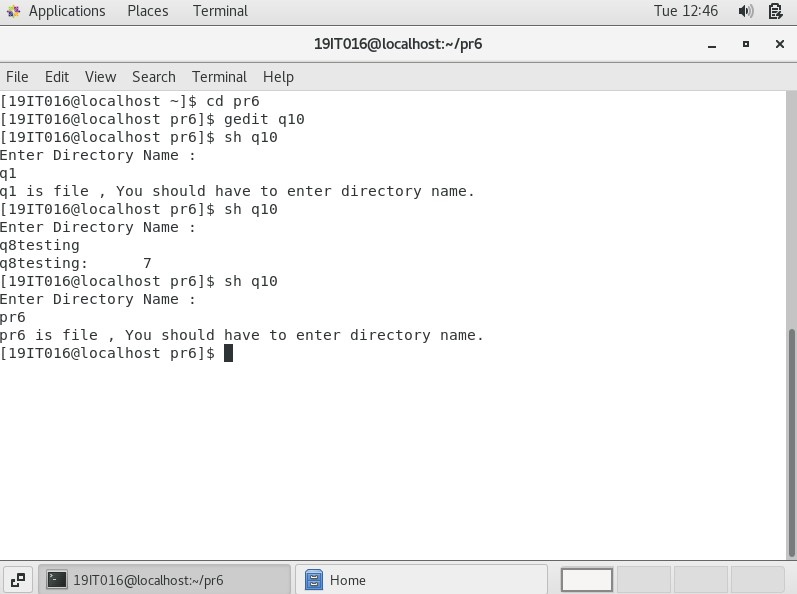 Applications Places Terminal Tue 12:46
19IT016@localhost:~/pr6
File Edit View Search Terminal Help
[19IT016@localhost ~]$ cd pr6
[19IT016@localhost pr6]$ gedit q10
[19IT016@localhost pr6]$ sh q10
Enter Directory Name :
q1
q1 is file , You should have to enter directory name.
[19IT016@localhost pr6]$ sh q10
Enter Directory Name :
q8testing
q8testing:      7
[19IT016@localhost pr6]$ sh q10
Enter Directory Name :
pr6
pr6 is file , You should have to enter directory name.
[19IT016@localhost pr6]$
19IT016@localhost:~/pr6 Home